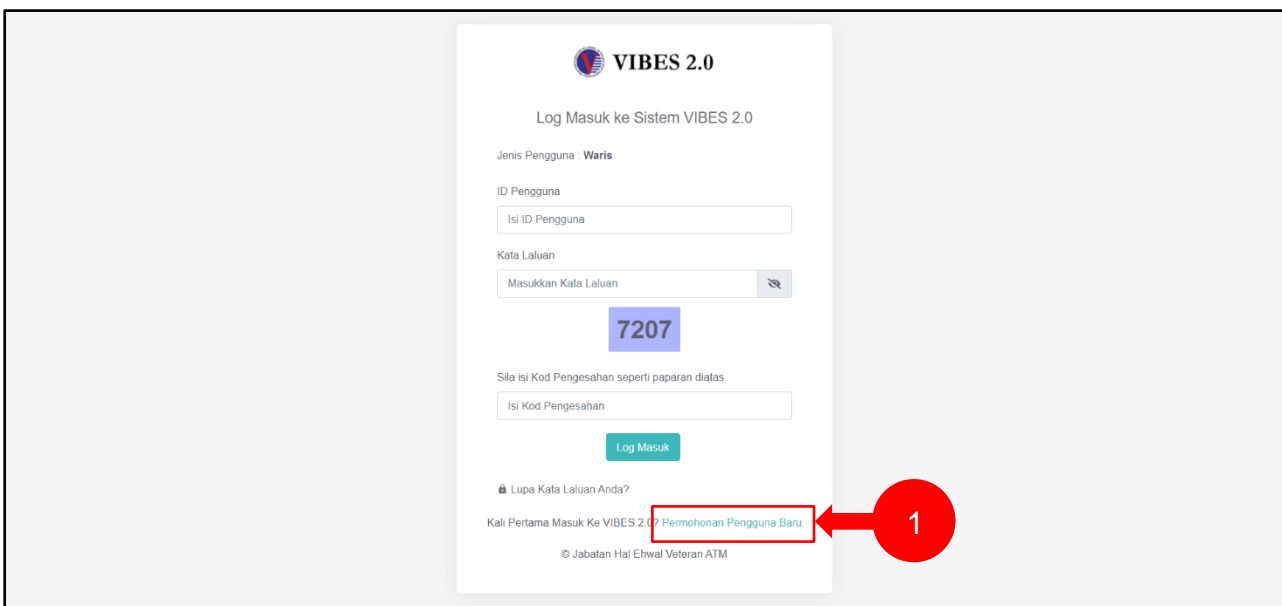 VIBES 2.0
Log Masuk ke Sistem VIBES 2.0
Jenis Pengguna : Waris
ID Pengguna
Isi ID Pengguna
Kata Laluan
Masukkan Kata Laluan
7207
Sila isi Kod Pengesahan seperti paparan diatas
Isi Kod Pengesahan
Log Masuk
Lupa Kata Laluan Anda?
Kali Pertama Masuk Ke VIBES 2.0? Permohonan Pengguna Baru
1
© Jabatan Hal Ehwal Veteran ATM